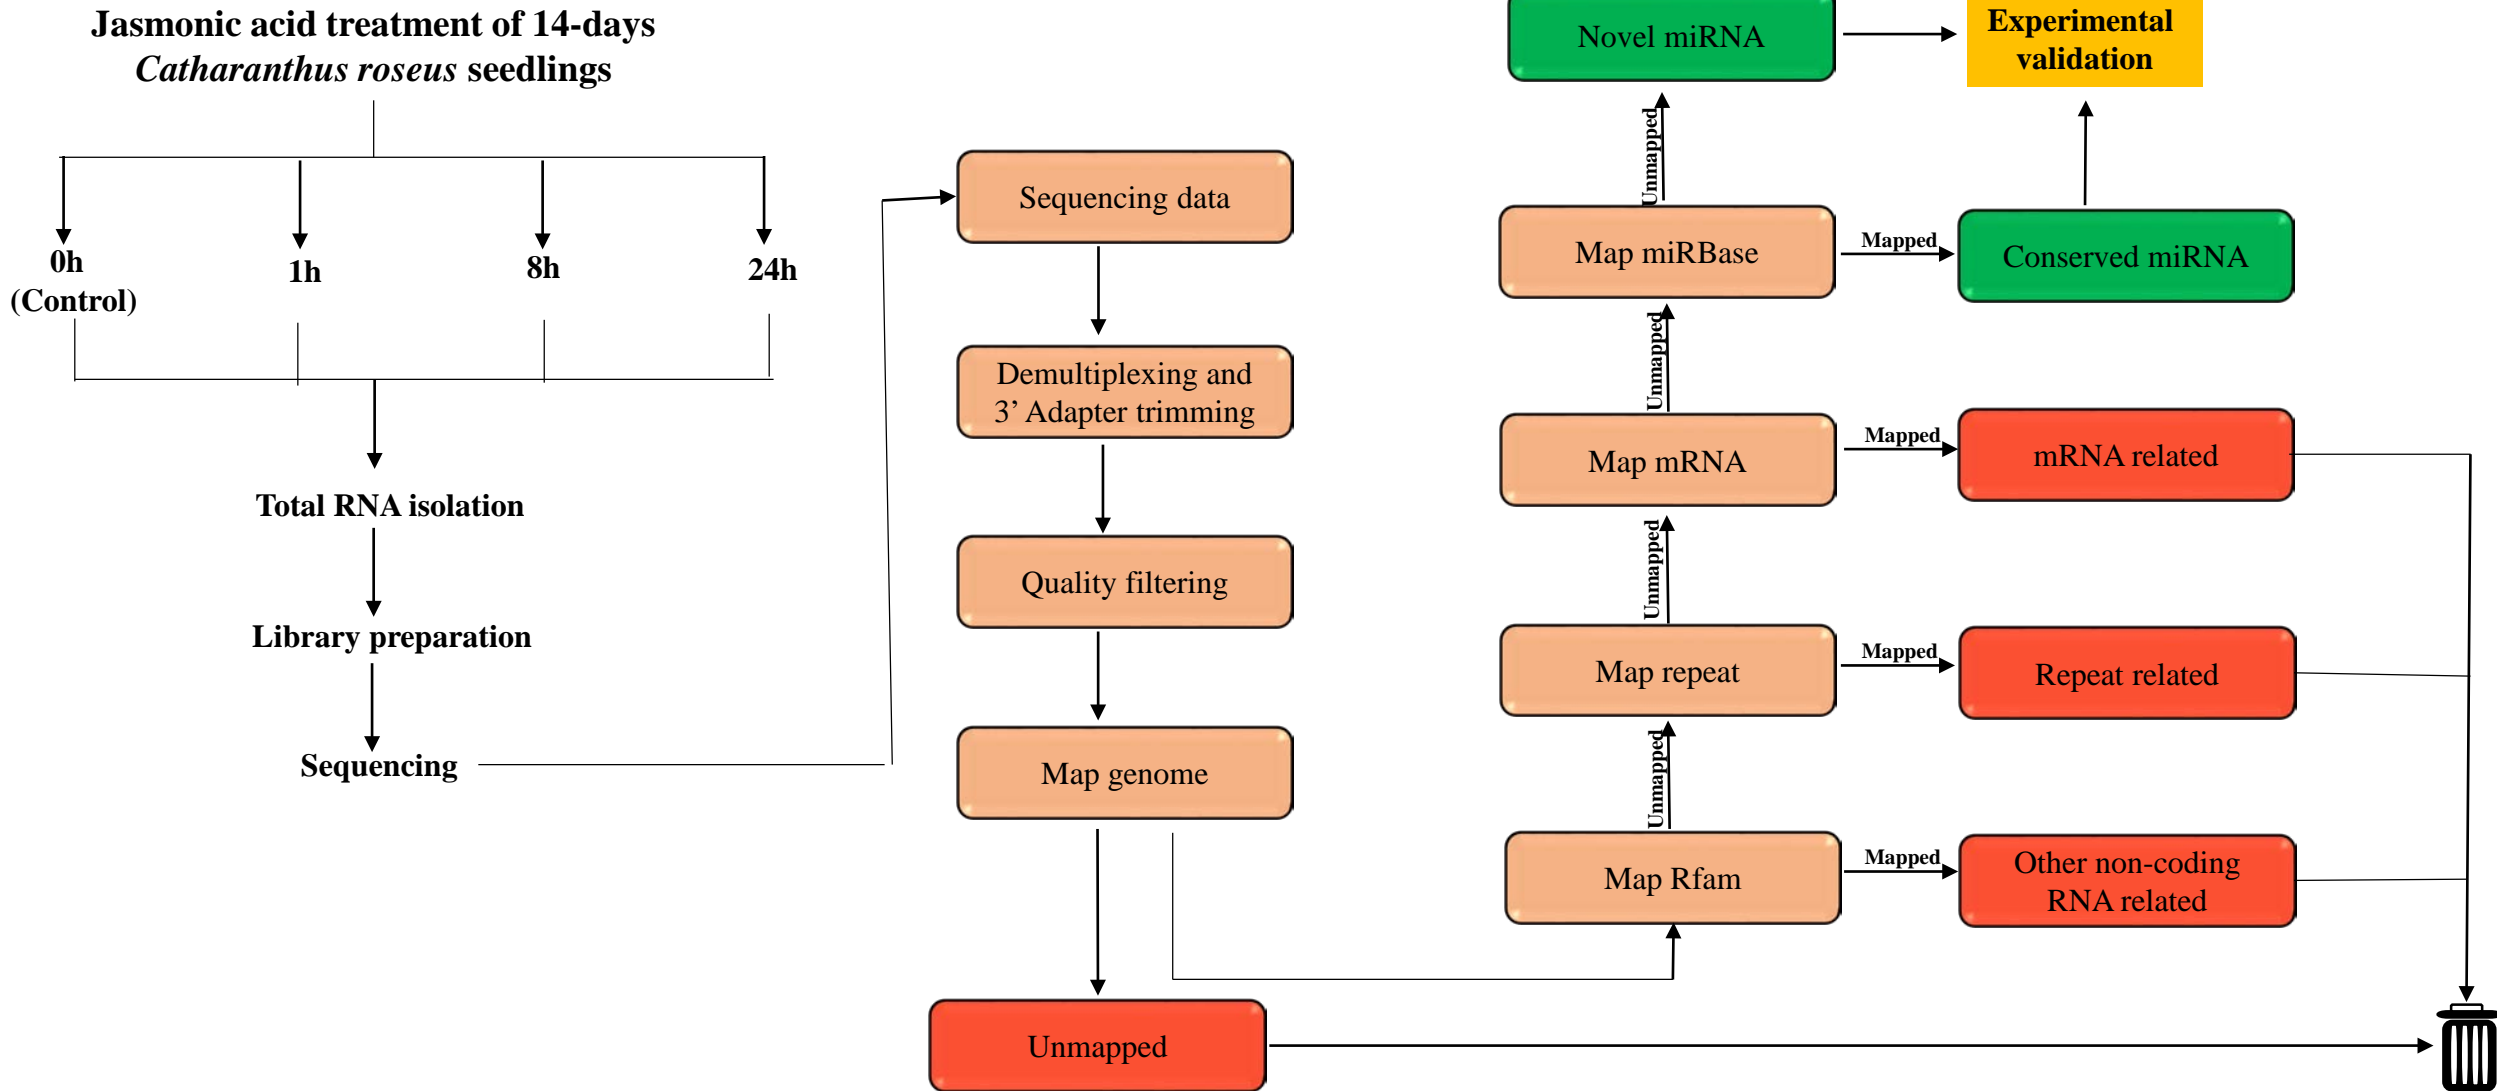 Jasmonic acid treatment of 14-days
Catharanthus roseus seedlings
0h
(Control)
1h
8h
24h
Total RNA isolation
Library preparation
Sequencing
Sequencing data
Demultiplexing and
3’ Adapter trimming
Quality filtering
Map genome
Unmapped
Novel miRNA
Experimental
validation
Unmapped
Map miRBase
Mapped
Conserved miRNA
Unmapped
Map mRNA
Mapped
mRNA related
Unmapped
Map repeat
Mapped
Repeat related
Unmapped
Map Rfam
Mapped
Other non-coding
RNA related